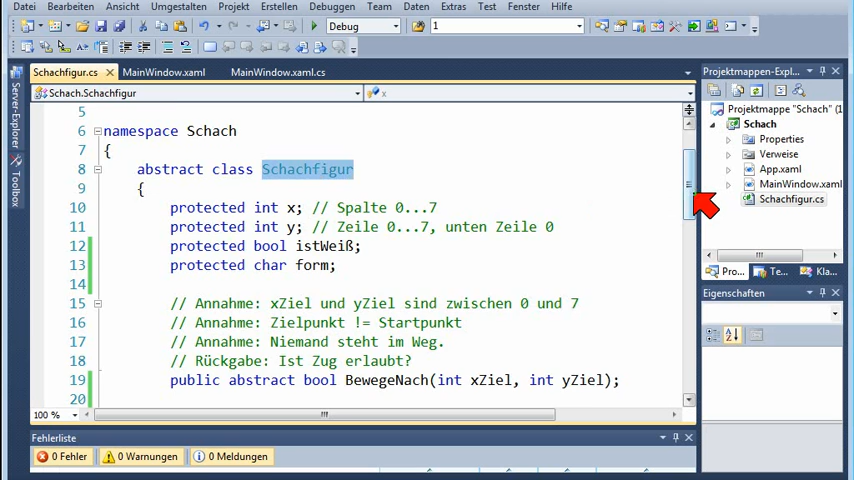 Datei Bearbeiten Ansicht Umgestalten Projekt Erstellen Debuggen Team Daten Extras Test Fenster Hilfe
Debug 1
Schachfigur.cs MainWindow.xaml MainWindow.xaml.cs
Schach.Schachfigur x
5
6 namespace Schach
7 {
8 abstract class Schachfigur
9 {
10 protected int x; // Spalte 0...7
11 protected int y; // Zeile 0...7, unten Zeile 0
12 protected bool istWeiß;
13 protected char form;
14
15 // Annahme: xZiel und yZiel sind zwischen 0 und 7
16 // Annahme: Zielpunkt != Startpunkt
17 // Annahme: Niemand steht im Weg.
18 // Rückgabe: Ist Zug erlaubt?
19 public abstract bool BewegeNach(int xZiel, int yZiel);
20
100 %
Fehlerliste
0 Fehler 0 Warnungen 0 Meldungen
Server-Explorer
Toolbox
Projektmappen-Expl...
Projektmappe "Schach" (1
Schach
Properties
Verweise
App.xaml
MainWindow.xaml
Schachfigur.cs
Pro... Te... Kla...
Eigenschaften